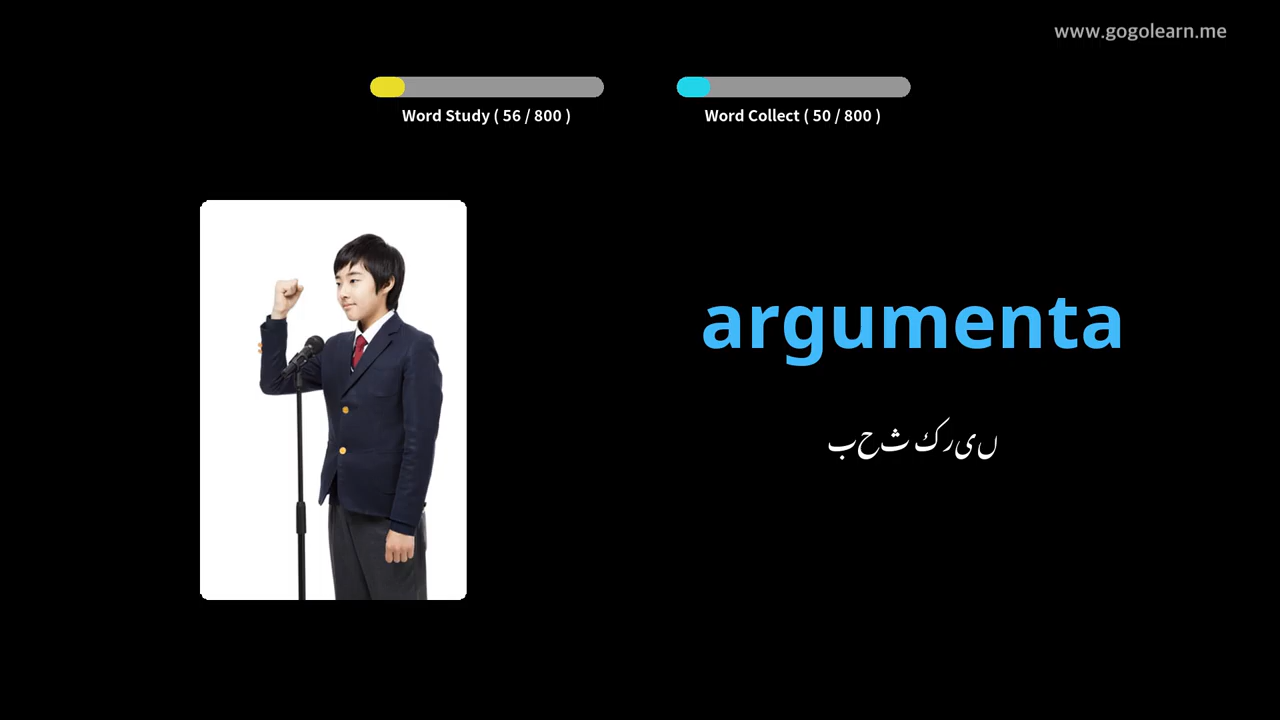 www.gogolearn.me
Word Study ( 56 / 800 )
Word Collect ( 50 / 800 )
argumenta
بحث کریں